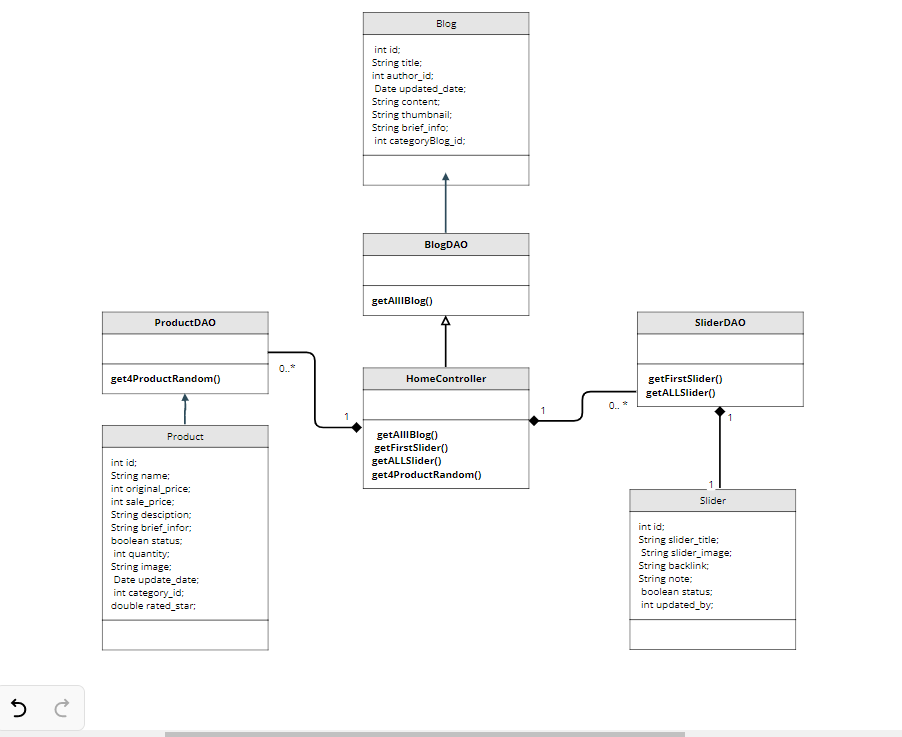 Blog
int id;
String title;
int author_id;
Date updated_date;
String content;
String thumbnail;
String brief_info;
int categoryBlog_id;
BlogDAO
getAlllBlog()
ProductDAO
get4ProductRandom()
0..*
1
HomeController
getAlllBlog()
getFirstSlider()
getALLSlider()
get4ProductRandom()
1
0.. *
SliderDAO
getFirstSlider()
getALLSlider()
1
1
Product
int id;
String name;
int original_price;
int sale_price;
String desciption;
String brief_infor;
boolean status;
int quantity;
String image;
Date update_date;
int category_id;
double rated_star;
Slider
int id;
String slider_title;
String slider_image;
String backlink;
String note;
boolean status;
int updated_by;